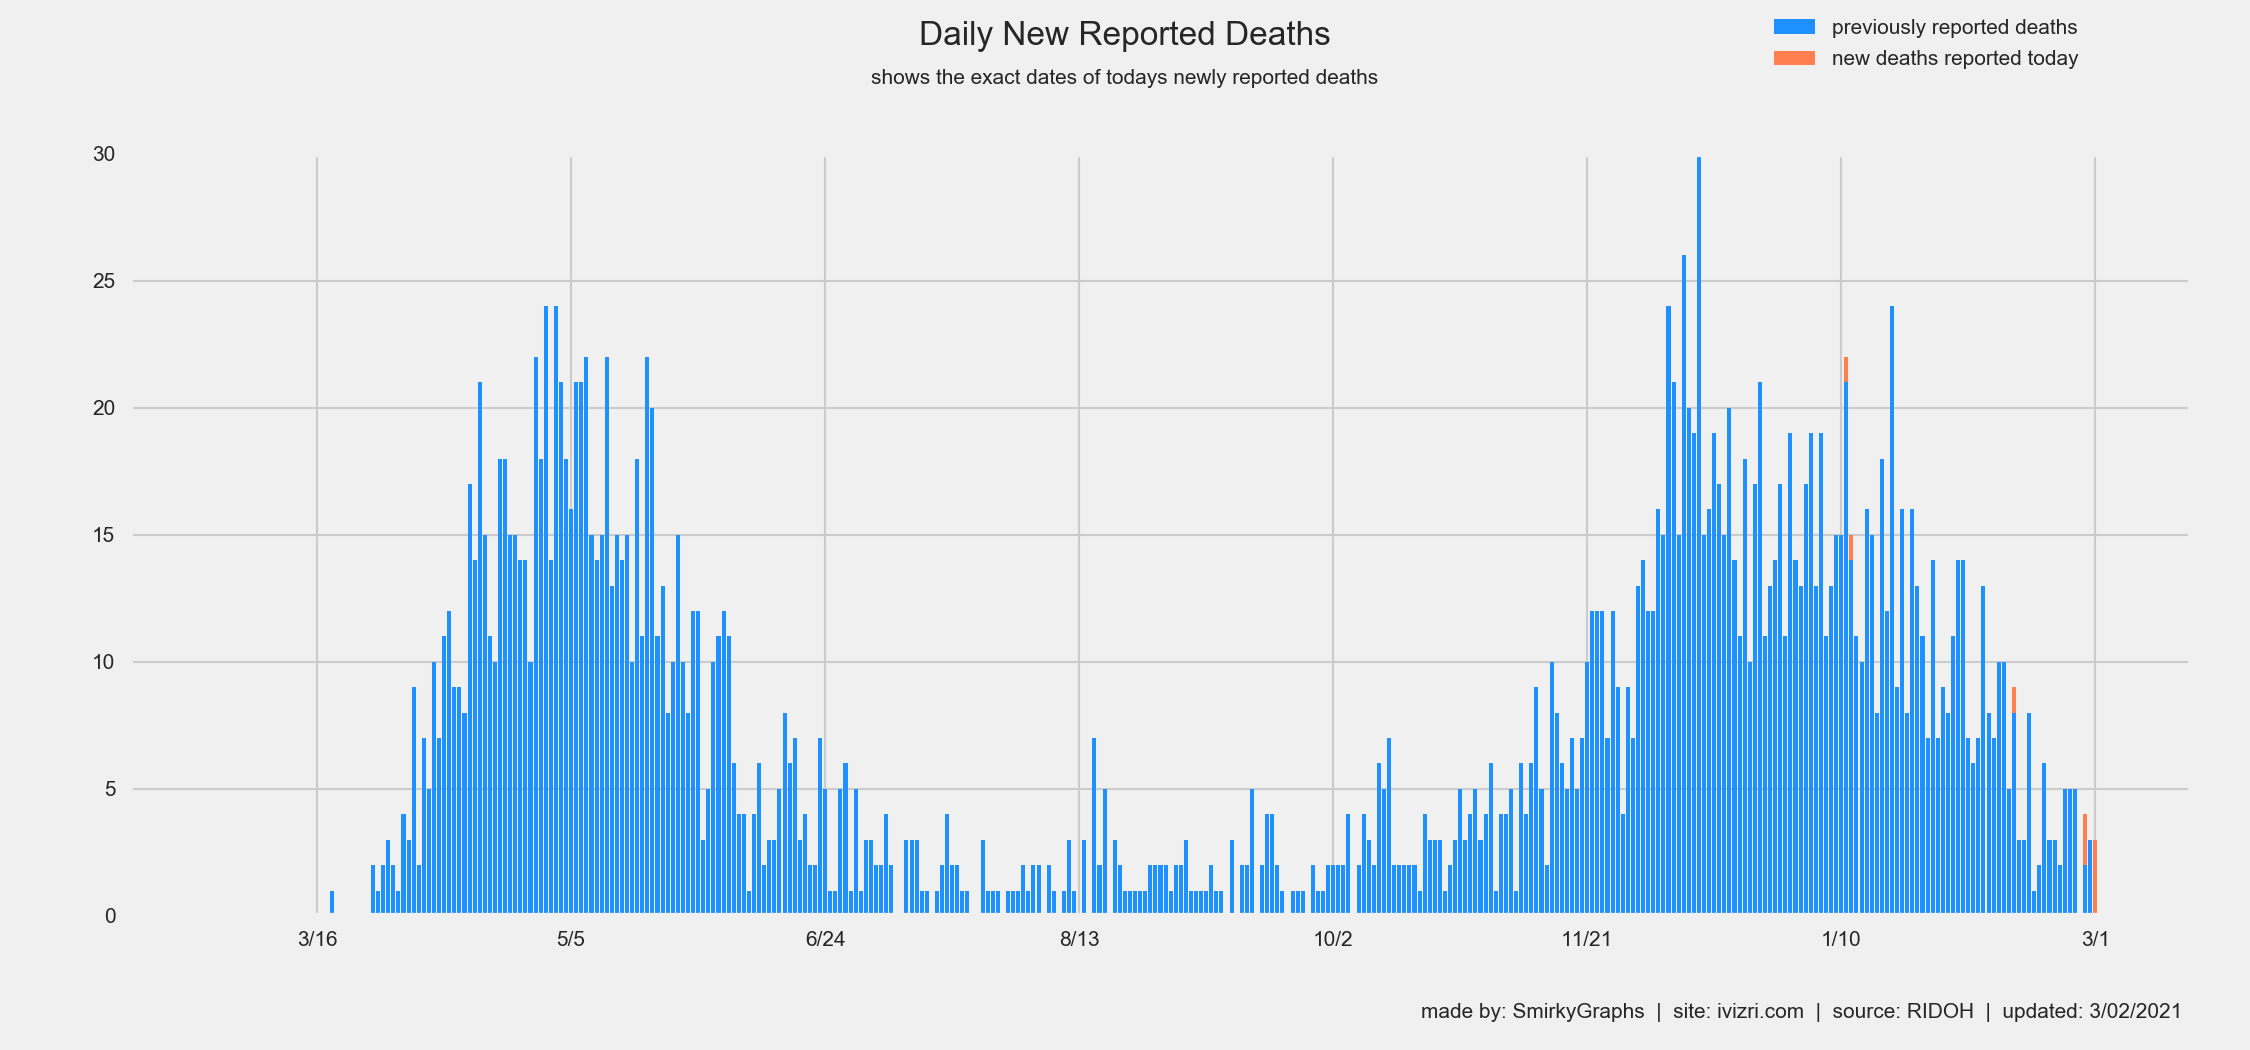 Daily New Reported Deaths
shows the exact dates of todays newly reported deaths
previously reported deaths
new deaths reported today
30
25
20
15
10
5
0
3/16 5/5 6/24 8/13 10/2 11/21 1/10 3/1
made by: SmirkyGraphs | site: ivizri.com | source: RIDOH | updated: 3/02/2021